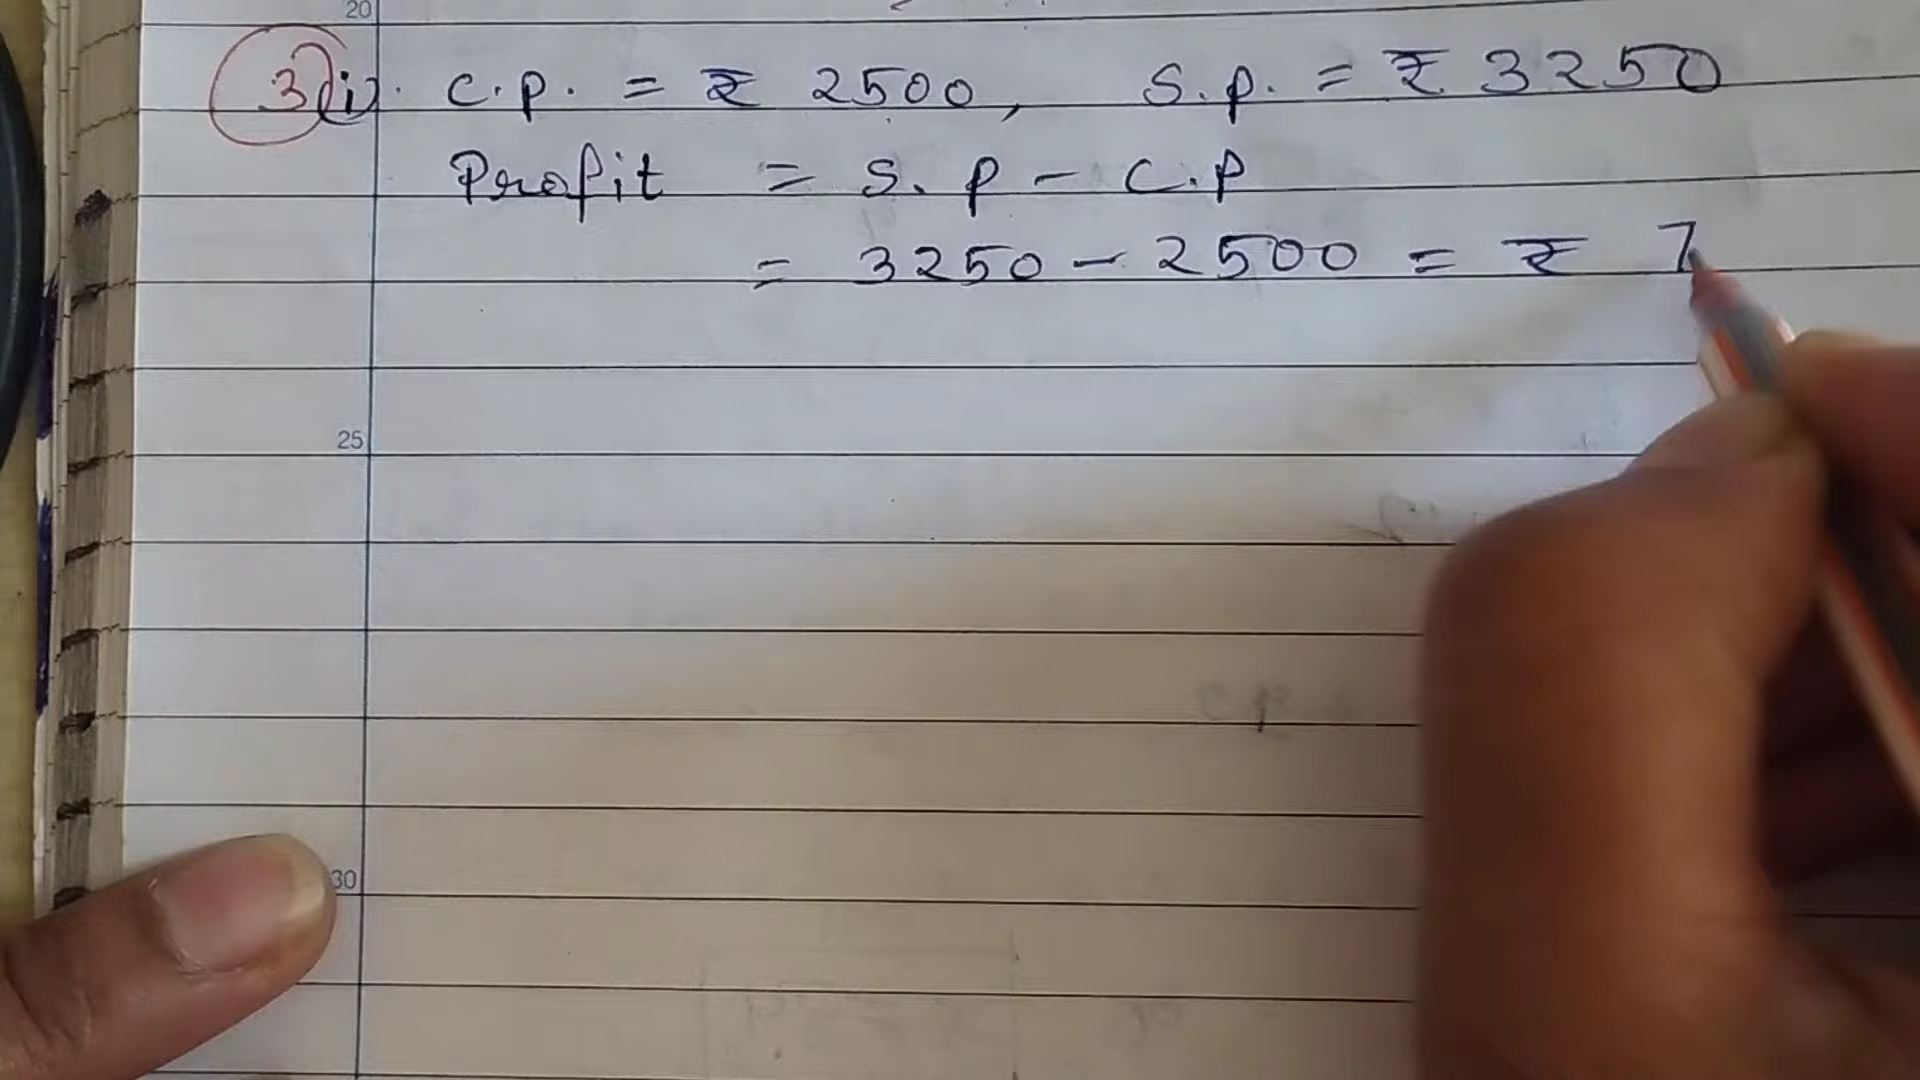 20
3(i). C.P. = ₹ 2500, S.P. = ₹ 3250
Profit = S.P - C.P
= 3250 - 2500 = ₹ 7
25
30